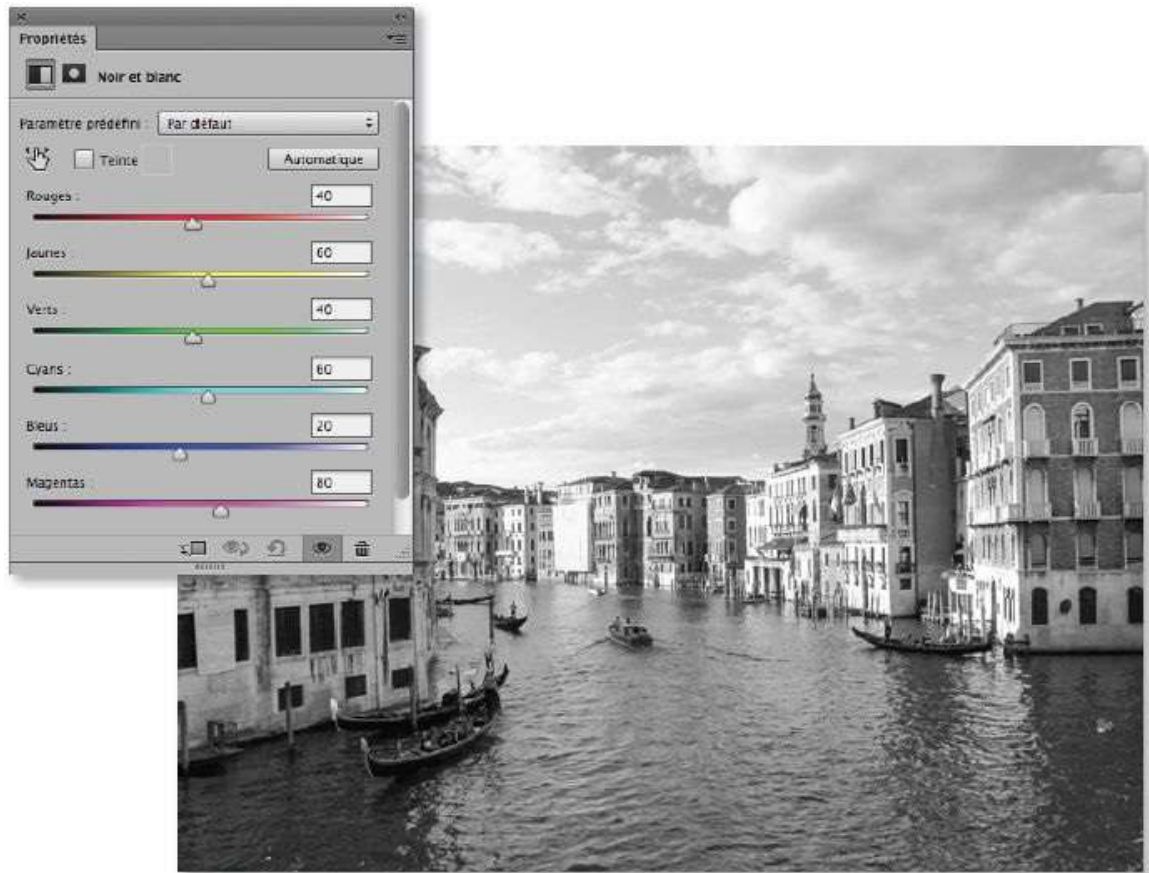 Propriétés
Noir et blanc
Paramètre prédéfini : Par défaut
Teinte Automatique
Rouges : 40
Jaunes : 60
Verts : 40
Cyans : 60
Bleus : 20
Magentas : 80